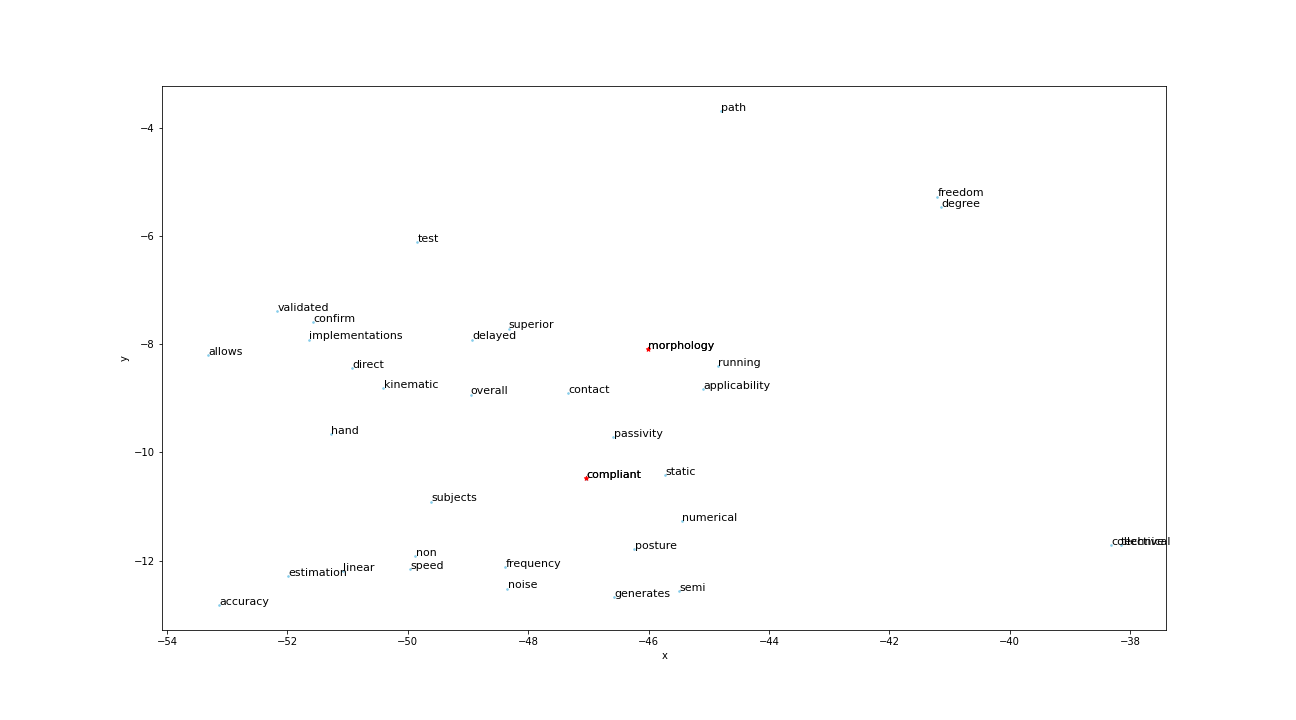 path
−4
freedom
degree
−6
test
validated
confirm
superior
implementations
delayed
morphology
−8
allows
running
direct
kinematic
applicability
overall
contact
y
hand
passivity
−10
static
compliant
subjects
numerical
posture
non
−12
frequency
speed
linear
estimation
noise
semi
generates
accuracy
−54
−52
−50
−48
−46
−44
−42
−40
−38
x